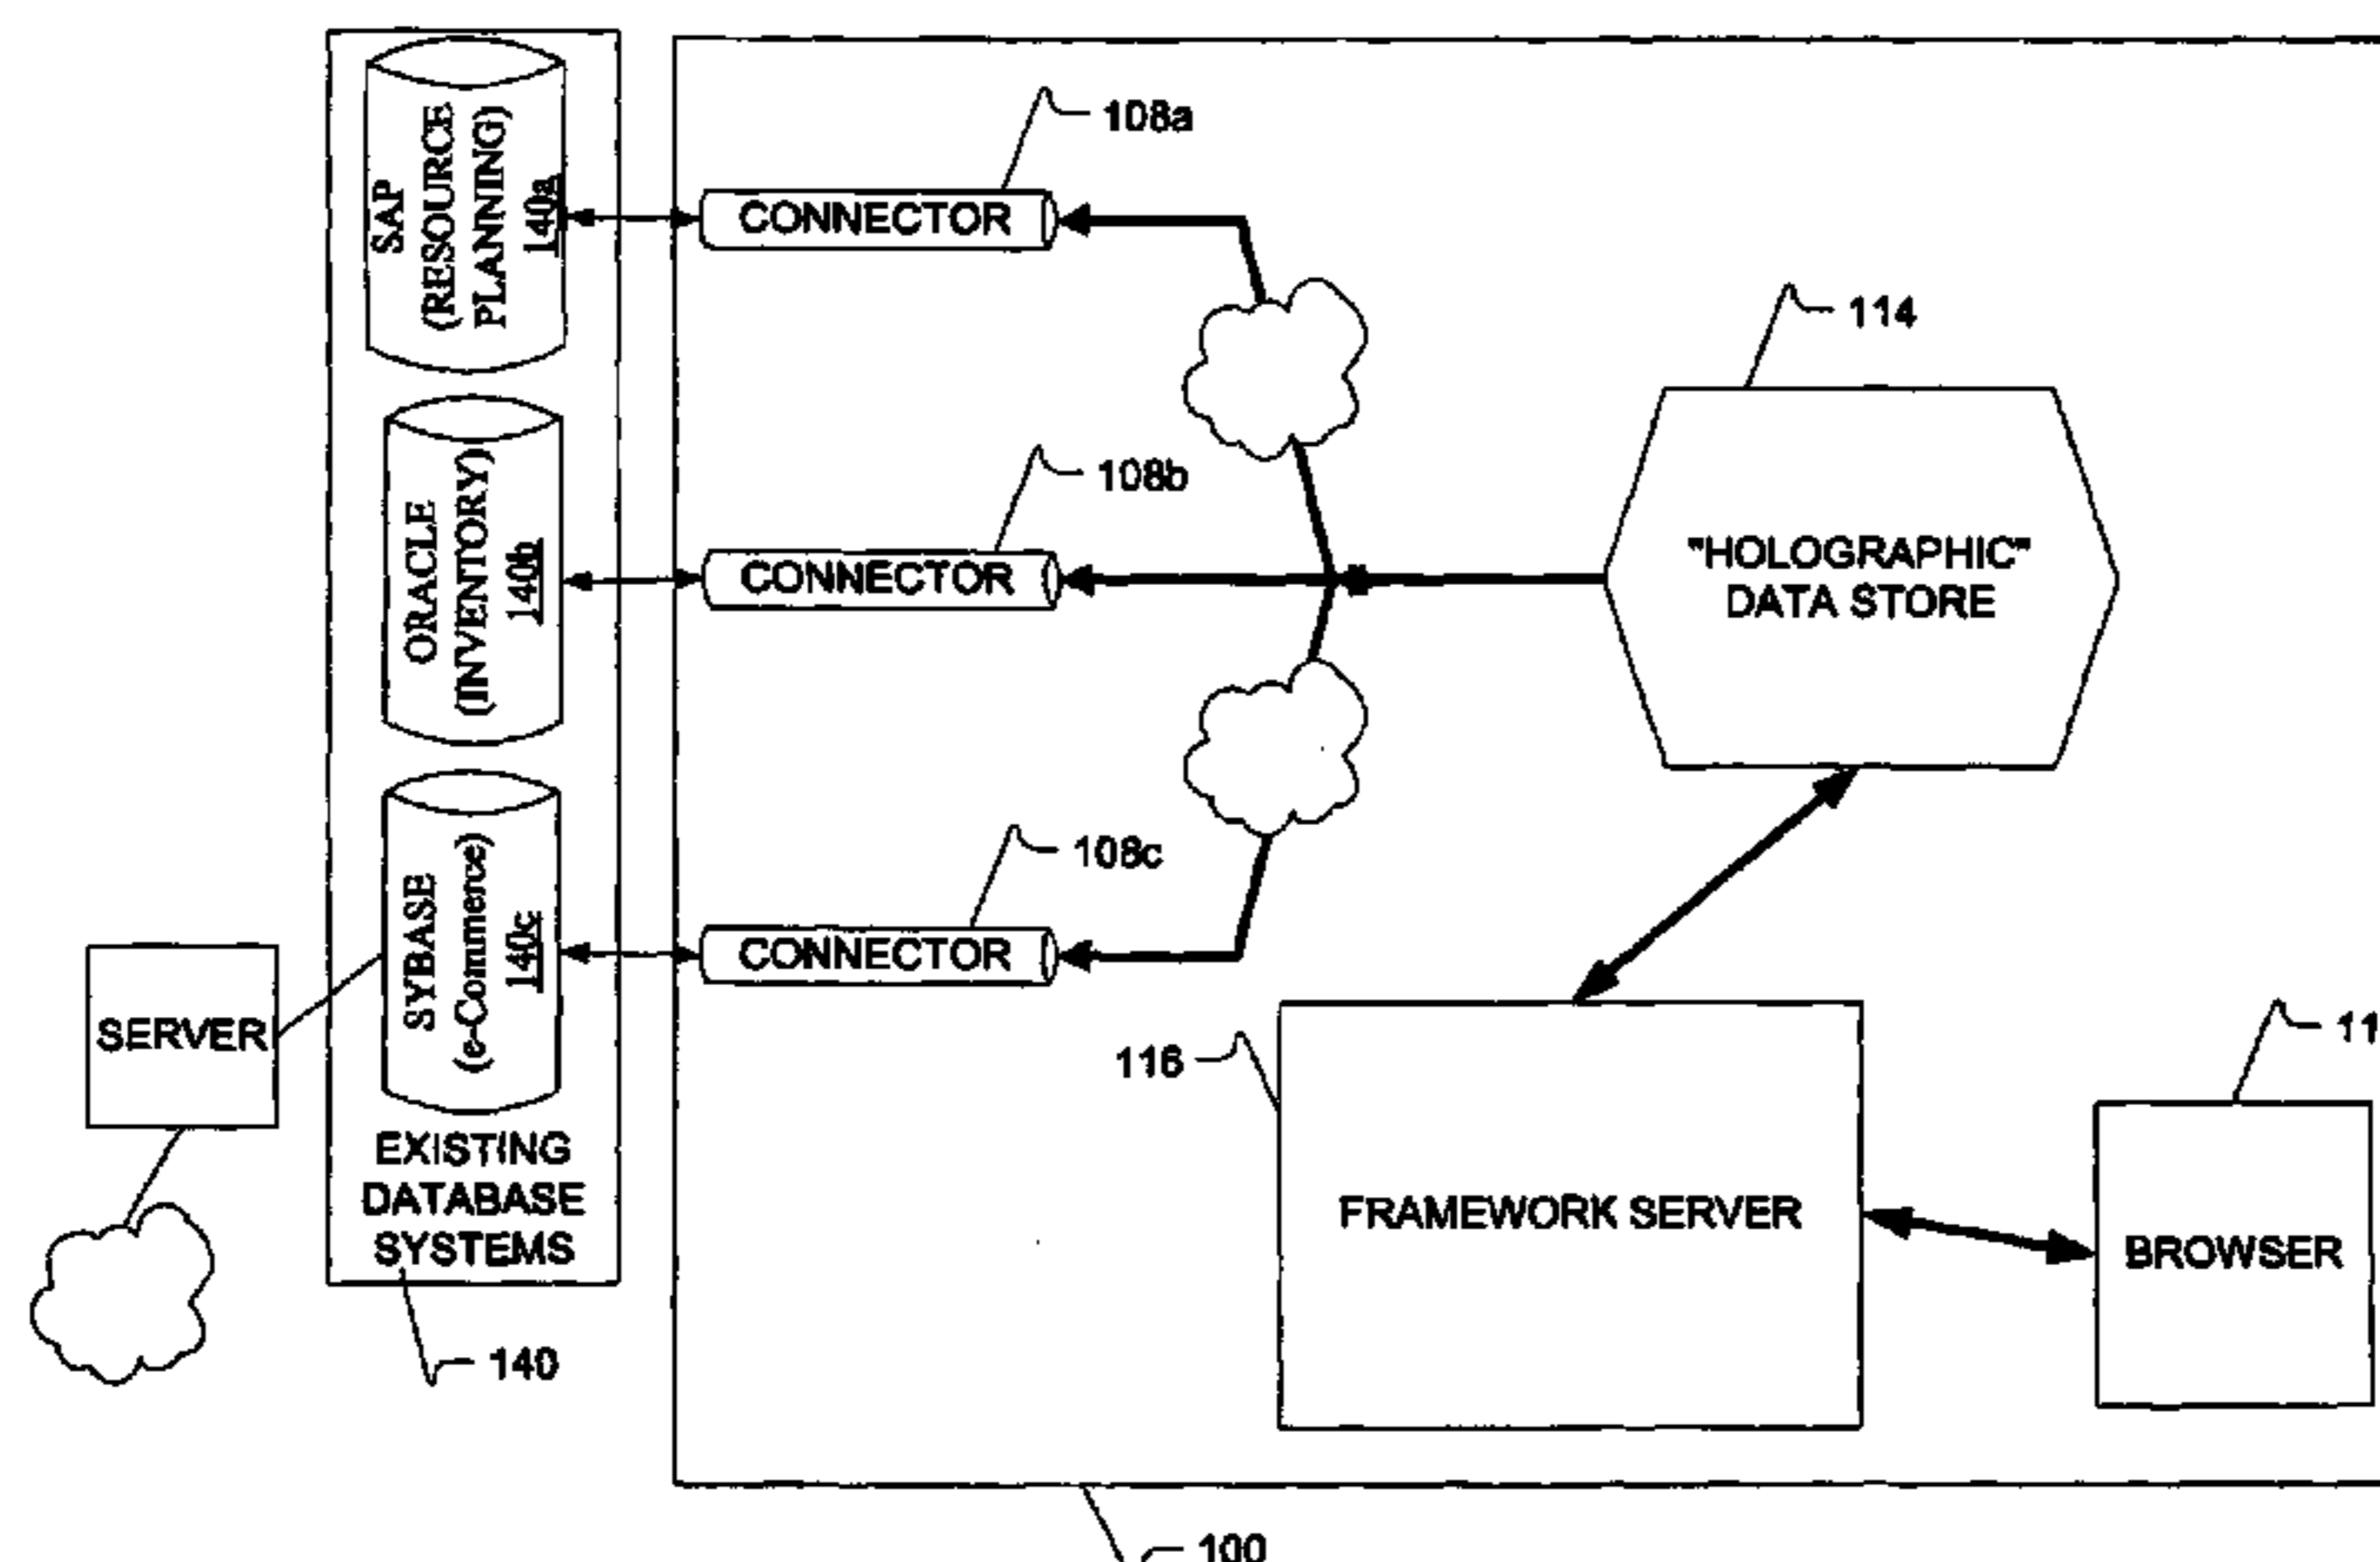 SAP
(RESOURCE
PLANNING)
140a
108a
CONNECTOR
ORACLE
(INVENTORY)
140b
108b
CONNECTOR
114
"HOLOGRAPHIC"
DATA STORE
SYBASE
(e-Commerce)
140c
108c
CONNECTOR
SERVER
EXISTING
DATABASE
SYSTEMS
140
116
FRAMEWORK SERVER
11
BROWSER
100